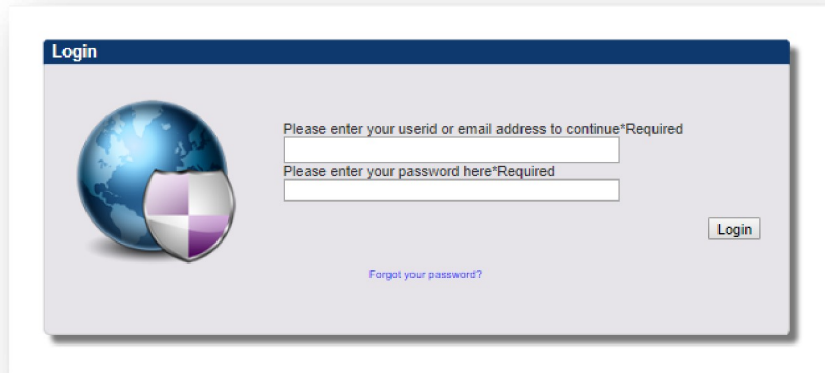 Login
Please enter your userid or email address to continue*Required
Please enter your password here*Required
Login
Forgot your password?